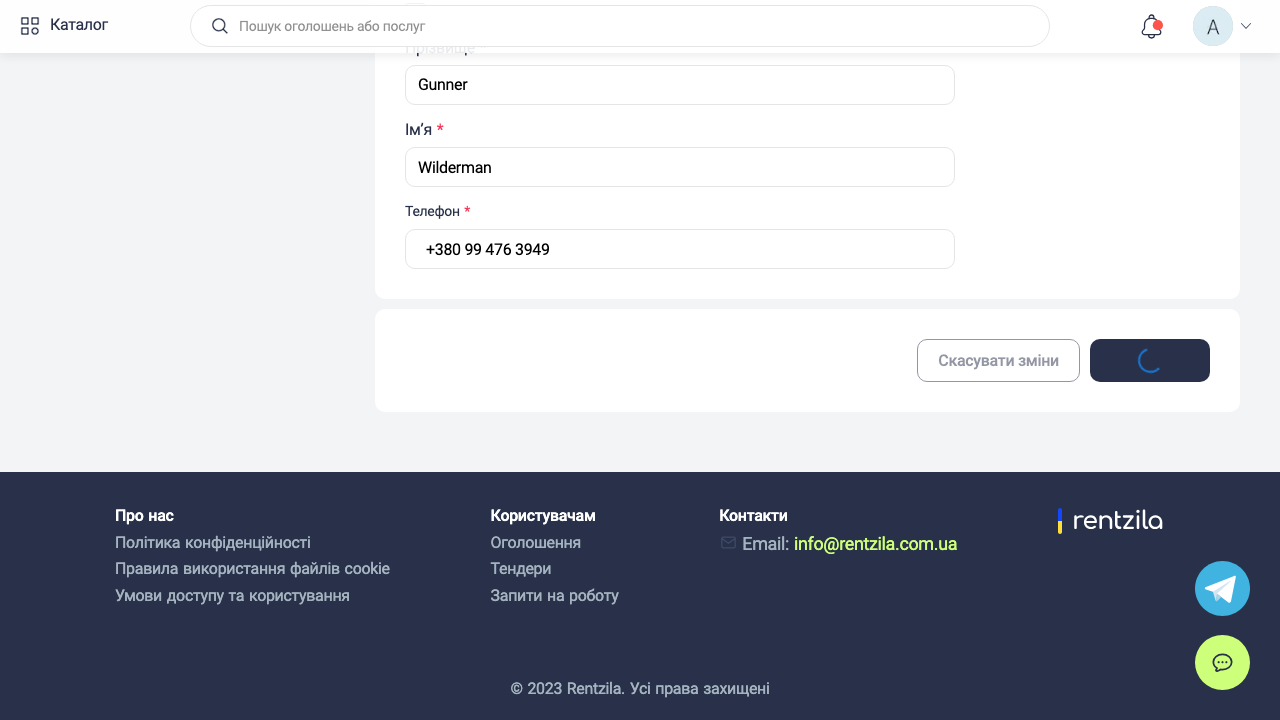 Каталог
Пошук оголошень або послуг
A
Прізвище
Gunner
Ім’я *
Wilderman
Телефон *
+380 99 476 3949
Скасувати зміни
Про нас
Політика конфіденційності
Правила використання файлів cookie
Умови доступу та користування
Користувачам
Оголошення
Тендери
Запити на роботу
Контакти
Email: info@rentzila.com.ua
rentzila
© 2023 Rentzila. Усі права захищені